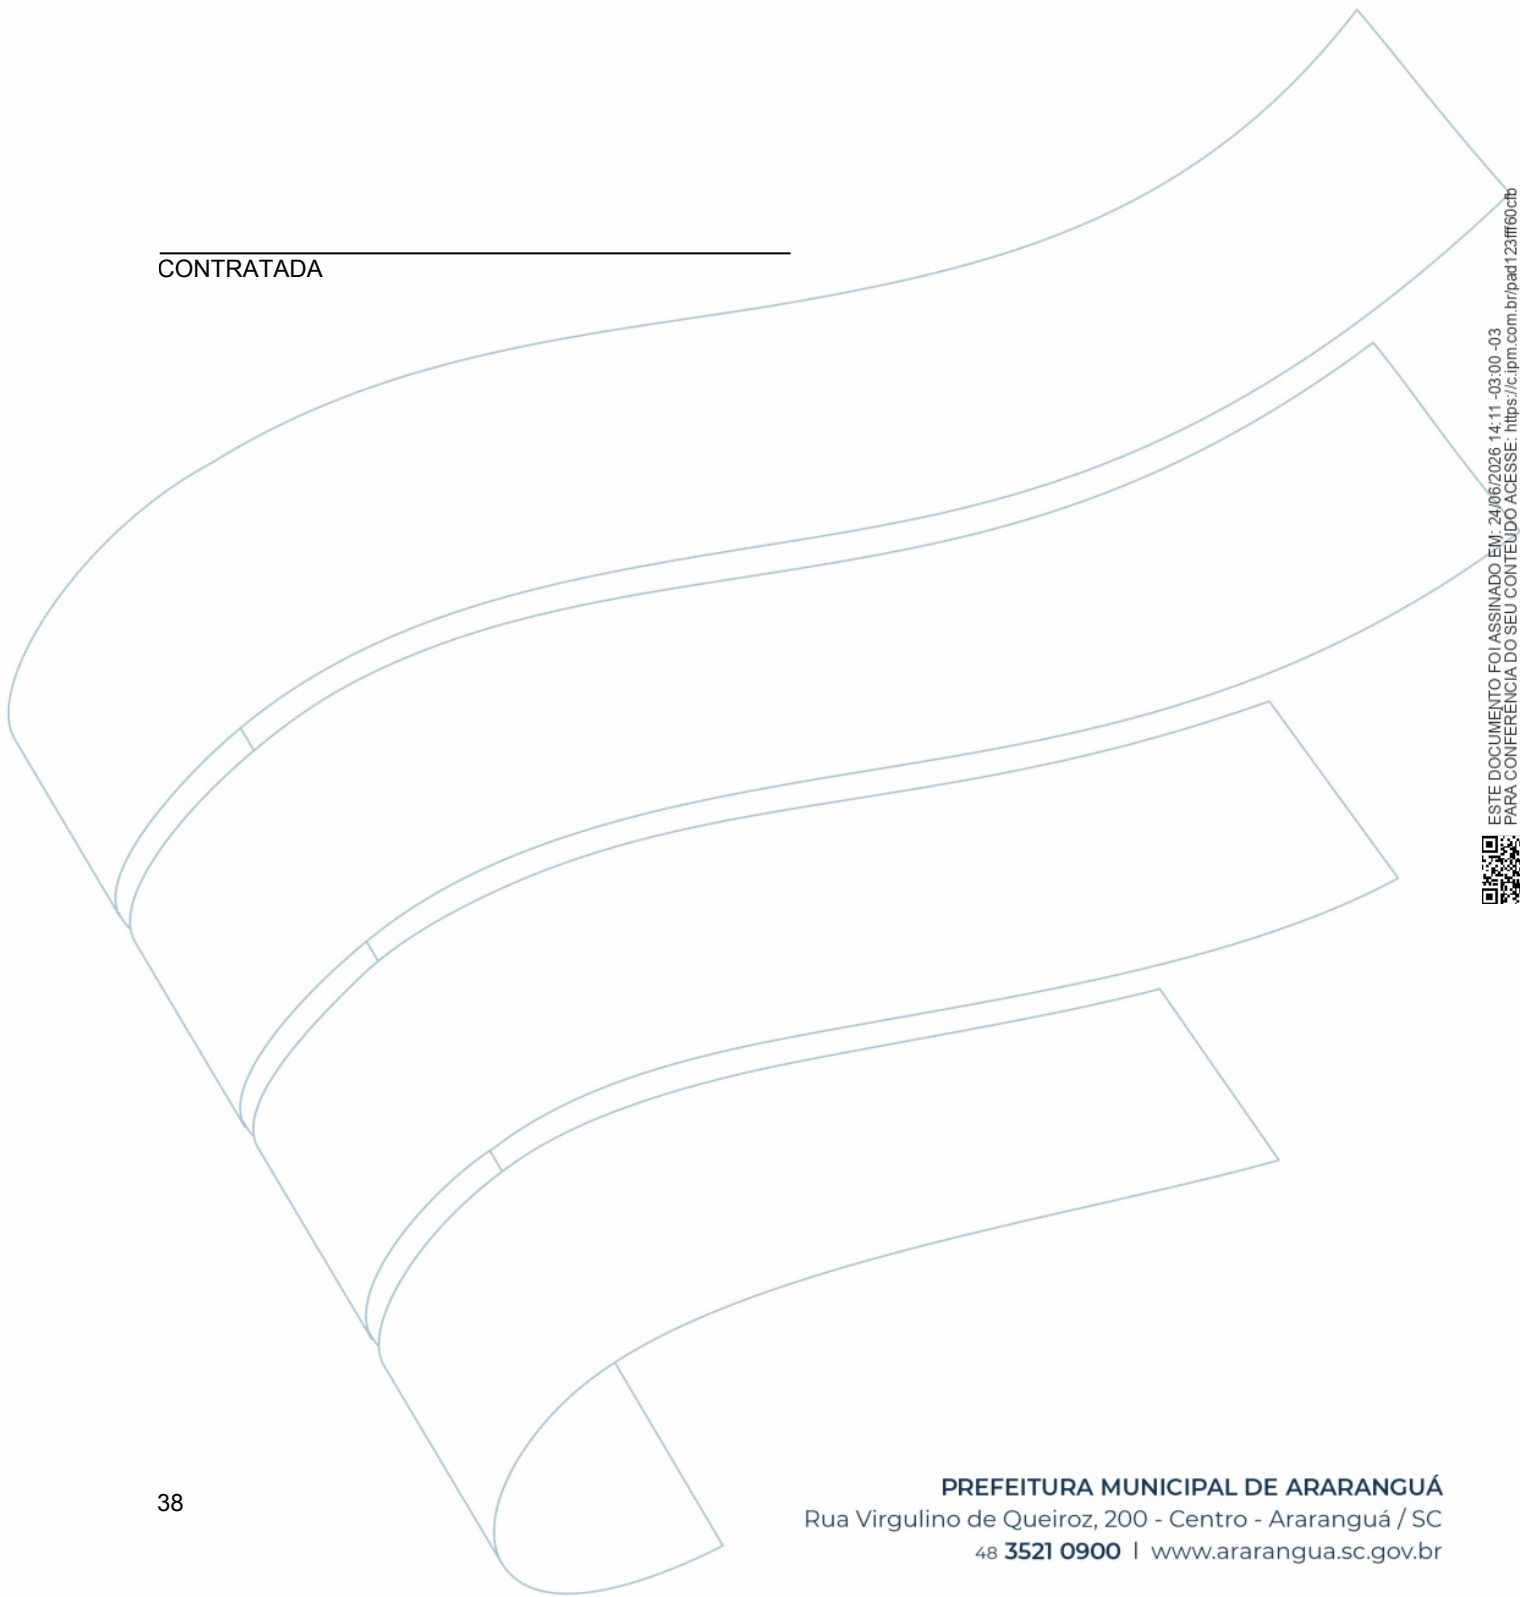 CONTRATADA
ESTE DOCUMENTO FOI ASSINADO EM: 24/06/2026 14:11 -03:00 -03
PARA CONFERÊNCIA DO SEU CONTEÚDO ACESSE: https://c.ipm.com.br/pad123fff60cfb
38
PREFEITURA MUNICIPAL DE ARARANGUÁ
Rua Virgulino de Queiroz, 200 - Centro - Araranguá / SC
48 3521 0900 | www.ararangua.sc.gov.br